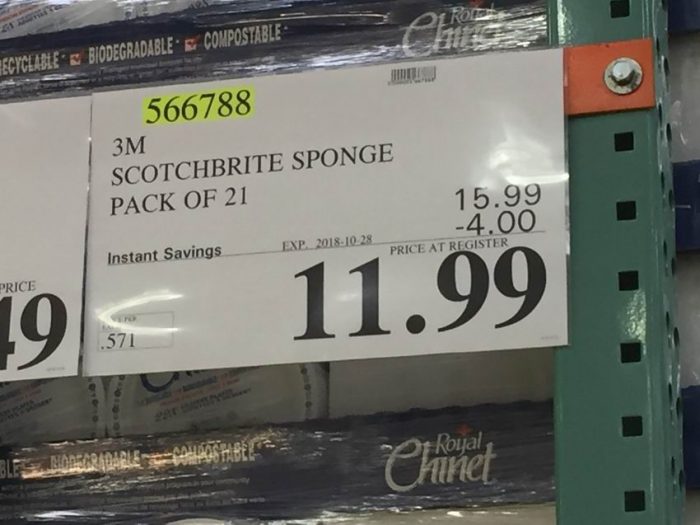 Royal
Chinet
RECYCLABLE BIODEGRADABLE COMPOSTABLE
566788
3M
SCOTCHBRITE SPONGE
PACK OF 21
15.99
-4.00
Instant Savings
EXP. 2018-10-28
PRICE AT REGISTER
11.99
.571
PRICE
49
BIODEGRADABLE COMPOSTABLE
Royal
Chinet